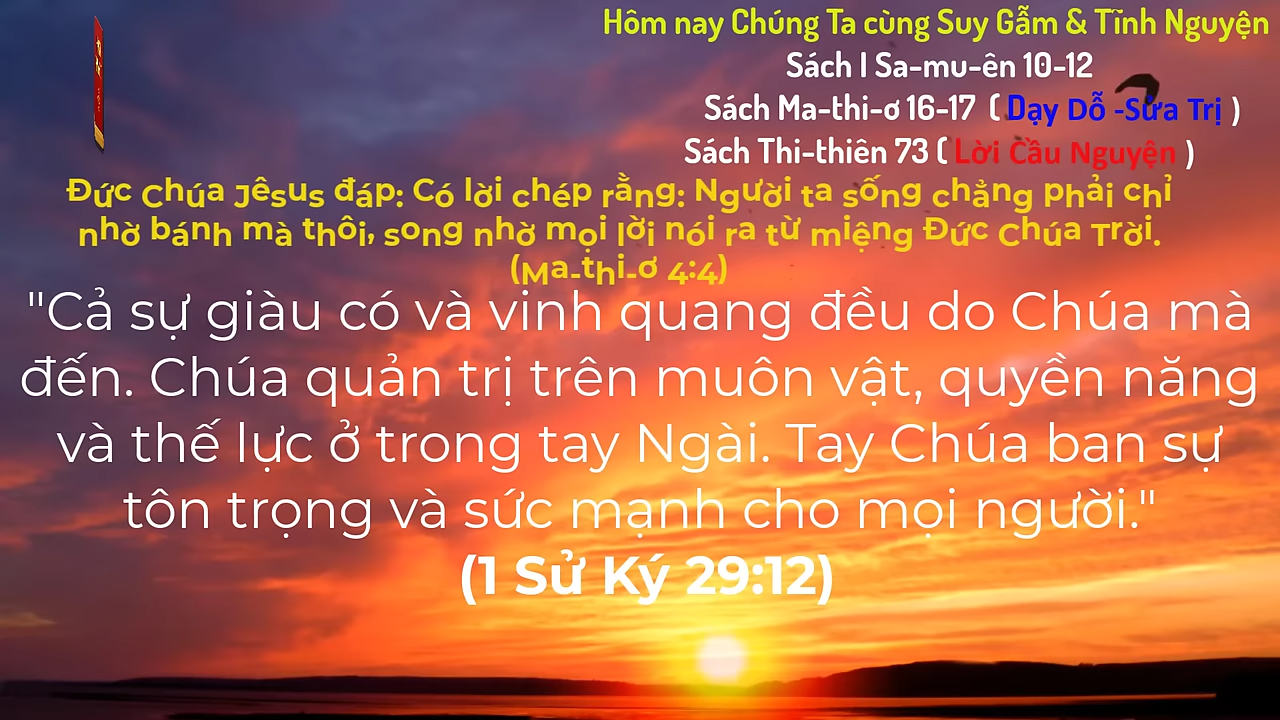 Hôm nay Chúng Ta cùng Suy Gẫm & Tĩnh Nguyện
Sách I Sa-mu-ên 10-12
Sách Ma-thi-ơ 16-17 ( Dạy Dỗ -Sửa Trị )
Sách Thi-thiên 73 ( Lời Cầu Nguyện )
Đức Chúa Jêsus đáp: Có lời chép rằng: Người ta sống chẳng phải chỉ
nhờ bánh mà thôi, song nhờ mọi lời nói ra từ miệng Đức Chúa Trời.
(Ma-thi-ơ 4:4)
"Cả sự giàu có và vinh quang đều do Chúa mà
đến. Chúa quản trị trên muôn vật, quyền năng
và thế lực ở trong tay Ngài. Tay Chúa ban sự
tôn trọng và sức mạnh cho mọi người."
(1 Sử Ký 29:12)